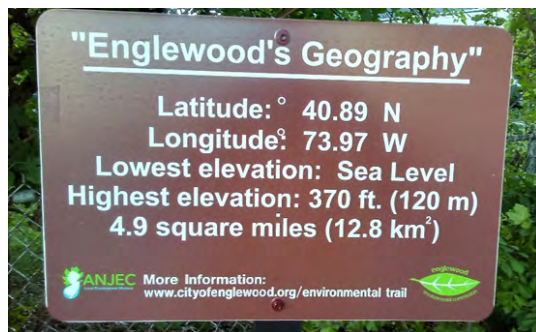 "Englewood's Geography"
Latitude: ° 40.89 N
Longitude: ° 73.97 W
Lowest elevation: Sea Level
Highest elevation: 370 ft. (120 m)
4.9 square miles (12.8 km²)
ANJEC
More Information:
www.cityofenglewood.org/environmental trail
englewood